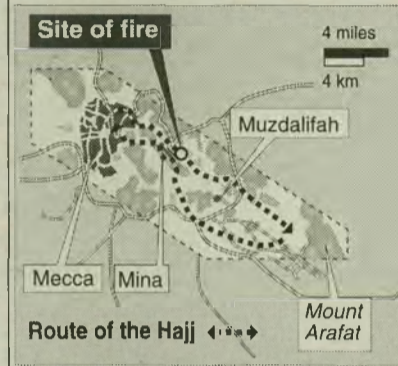 Site of fire
4 miles
4 km
Muzdalifah
Mecca
Mina
Mount
Arafat
Route of the Hajj